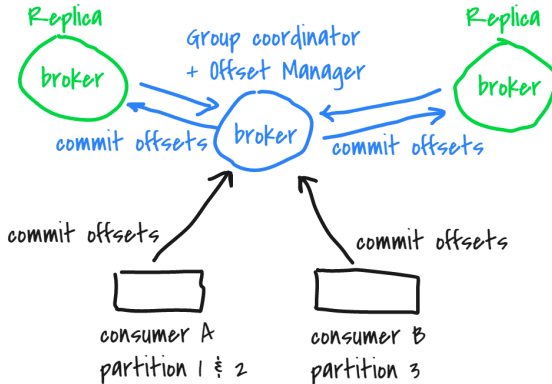 Replica
Replica
Group coordinator
+ Offset Manager
broker
broker
broker
commit offsets
commit offsets
commit offsets
commit offsets
consumer A
partition 1 & 2
consumer B
partition 3